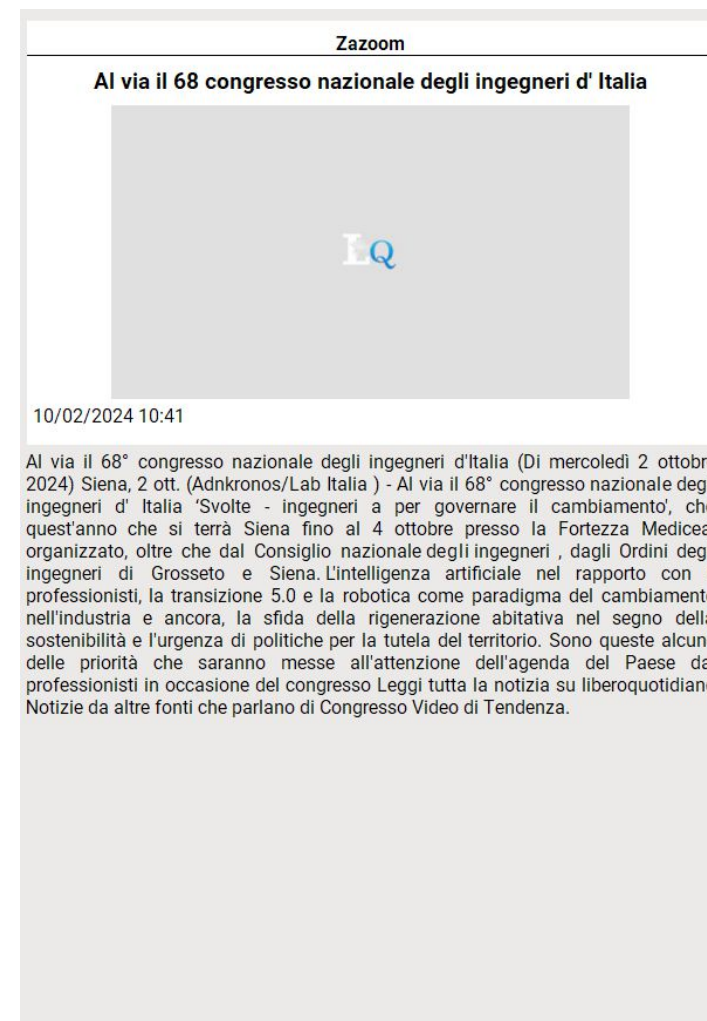 Zazoom
Al via il 68 congresso nazionale degli ingegneri d' Italia
LQ
10/02/2024 10:41
Al via il 68° congresso nazionale degli ingegneri d'Italia (Di mercoledì 2 ottobr
2024) Siena, 2 ott. (Adnkronos/Lab Italia ) - Al via il 68° congresso nazionale deg
ingegneri d' Italia ‘Svolte - ingegneri a per governare il cambiamento', che
quest'anno che si terrà Siena fino al 4 ottobre presso la Fortezza Medicea
organizzato, oltre che dal Consiglio nazionale degli ingegneri , dagli Ordini deg
ingegneri di Grosseto e Siena. L'intelligenza artificiale nel rapporto con
professionisti, la transizione 5.0 e la robotica come paradigma del cambiamento
nell'industria e ancora, la sfida della rigenerazione abitativa nel segno della
sostenibilità e l'urgenza di politiche per la tutela del territorio. Sono queste alcun
delle priorità che saranno messe all'attenzione dell'agenda del Paese da
professionisti in occasione del congresso Leggi tutta la notizia su liberoquotidiano
Notizie da altre fonti che parlano di Congresso Video di Tendenza.